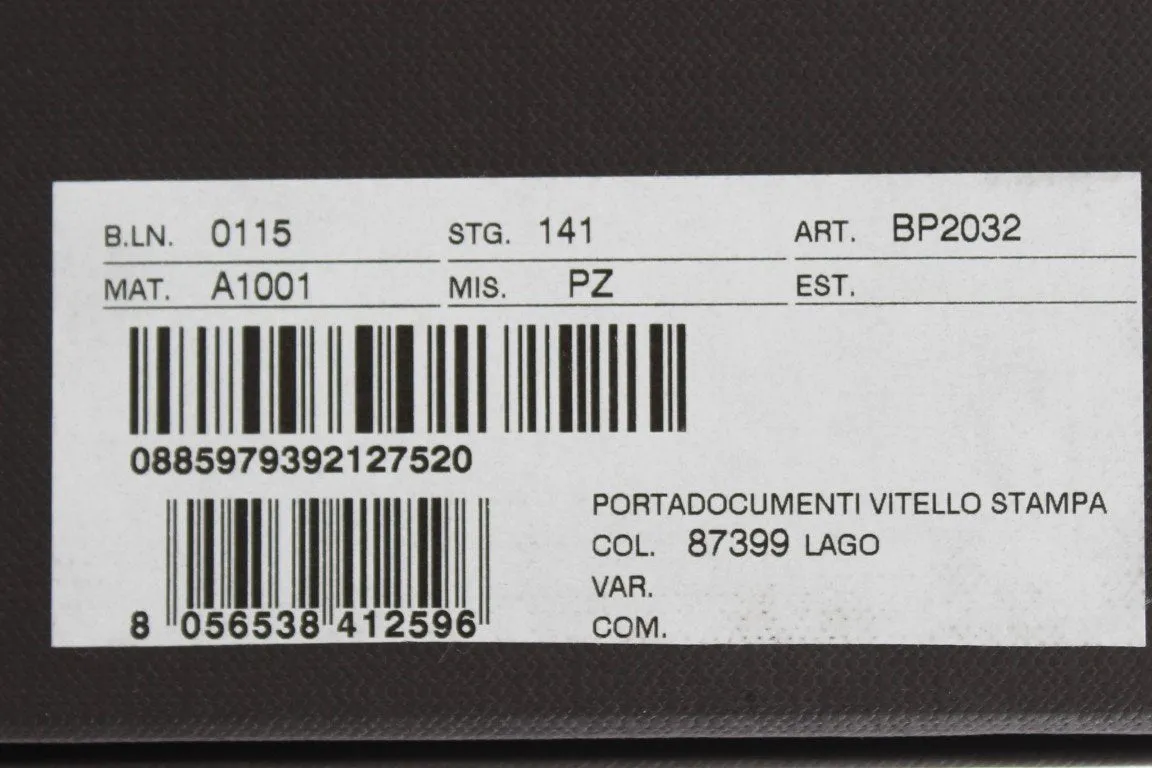 B.LN. 0115 STG. 141 ART. BP2032
MAT. A1001 MIS. PZ EST.
0885979392127520
PORTADOCUMENTI VITELLO STAMPA
COL. 87399 LAGO
VAR.
COM.
8 056538 412596